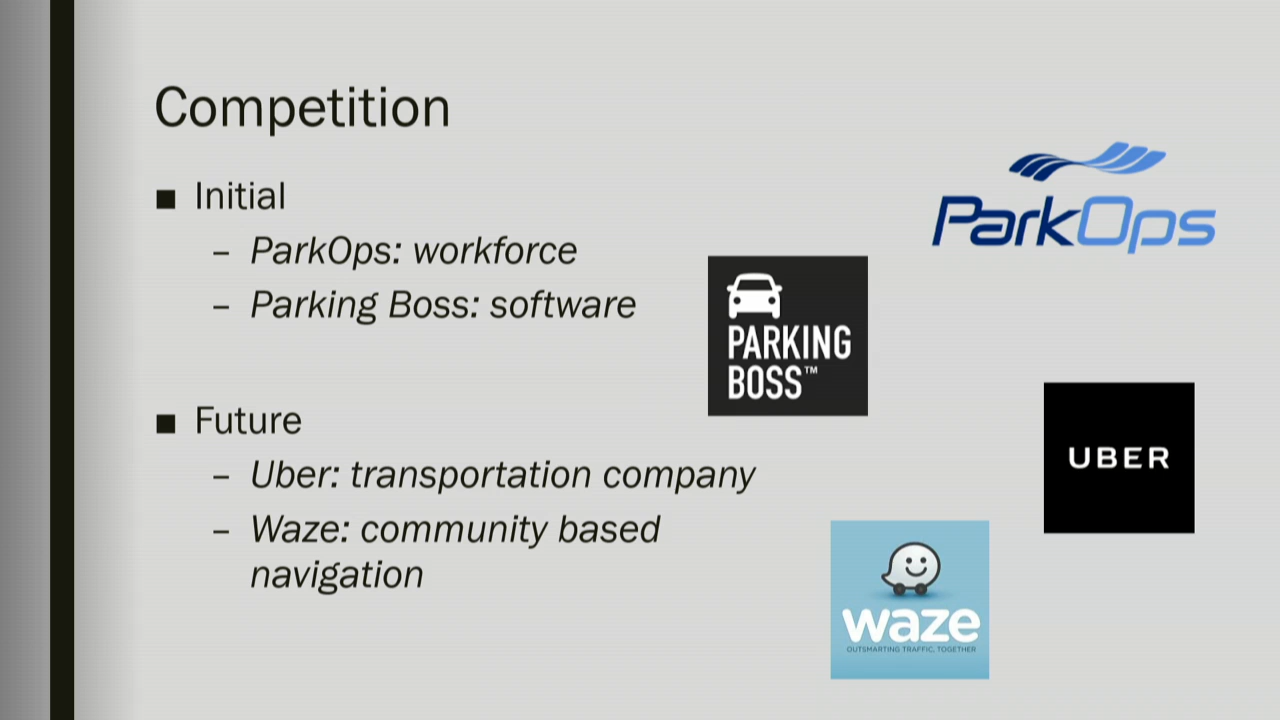 Competition
■ Initial
– ParkOps: workforce
– Parking Boss: software
■ Future
– Uber: transportation company
– Waze: community based
navigation
ParkOps
PARKING
BOSS™
UBER
waze
OUTSMARTING TRAFFIC, TOGETHER